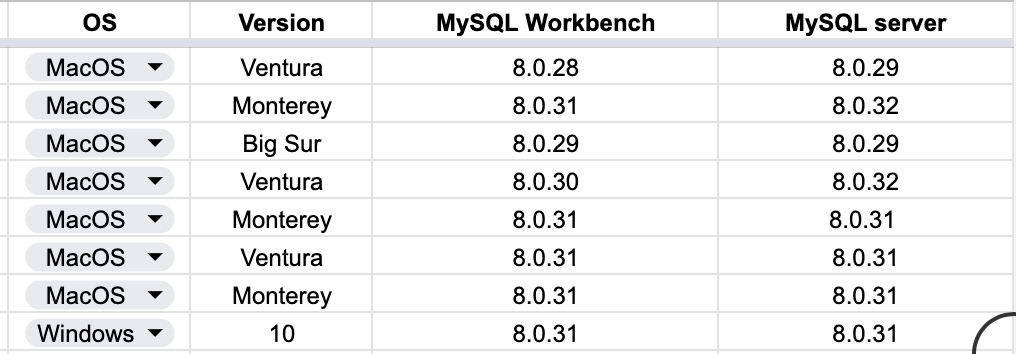 OS Version MySQL Workbench MySQL server
MacOS Ventura 8.0.28 8.0.29
MacOS Monterey 8.0.31 8.0.32
MacOS Big Sur 8.0.29 8.0.29
MacOS Ventura 8.0.30 8.0.32
MacOS Monterey 8.0.31 8.0.31
MacOS Ventura 8.0.31 8.0.31
MacOS Monterey 8.0.31 8.0.31
Windows 10 8.0.31 8.0.31